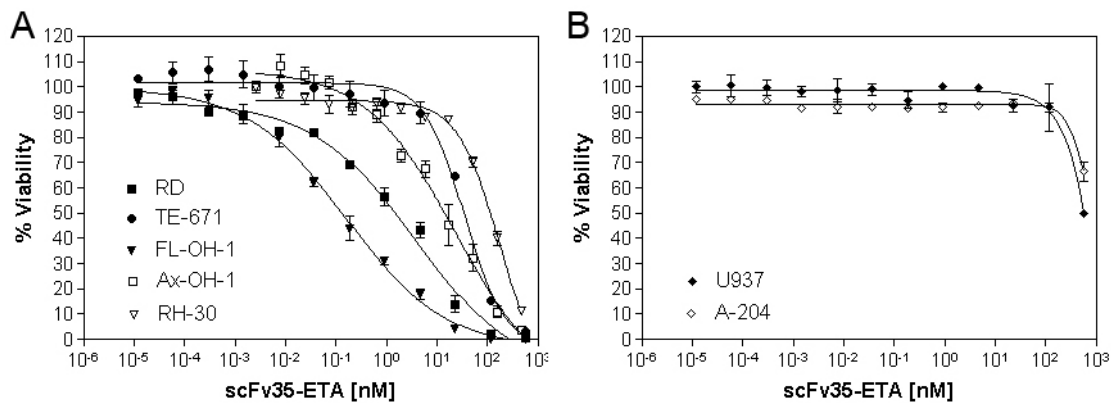 A
% Viability
120
110
100
90
80
70
60
50
40
30
20
10
0
RD
TE-671
FL-OH-1
Ax-OH-1
RH-30
10-6 10-5 10-4 10-3 10-2 10-1 100 101 102 103
scFv35-ETA [nM]
B
% Viability
120
110
100
90
80
70
60
50
40
30
20
10
0
U937
A-204
10-6 10-5 10-4 10-3 10-2 10-1 100 101 102 103
scFv35-ETA [nM]